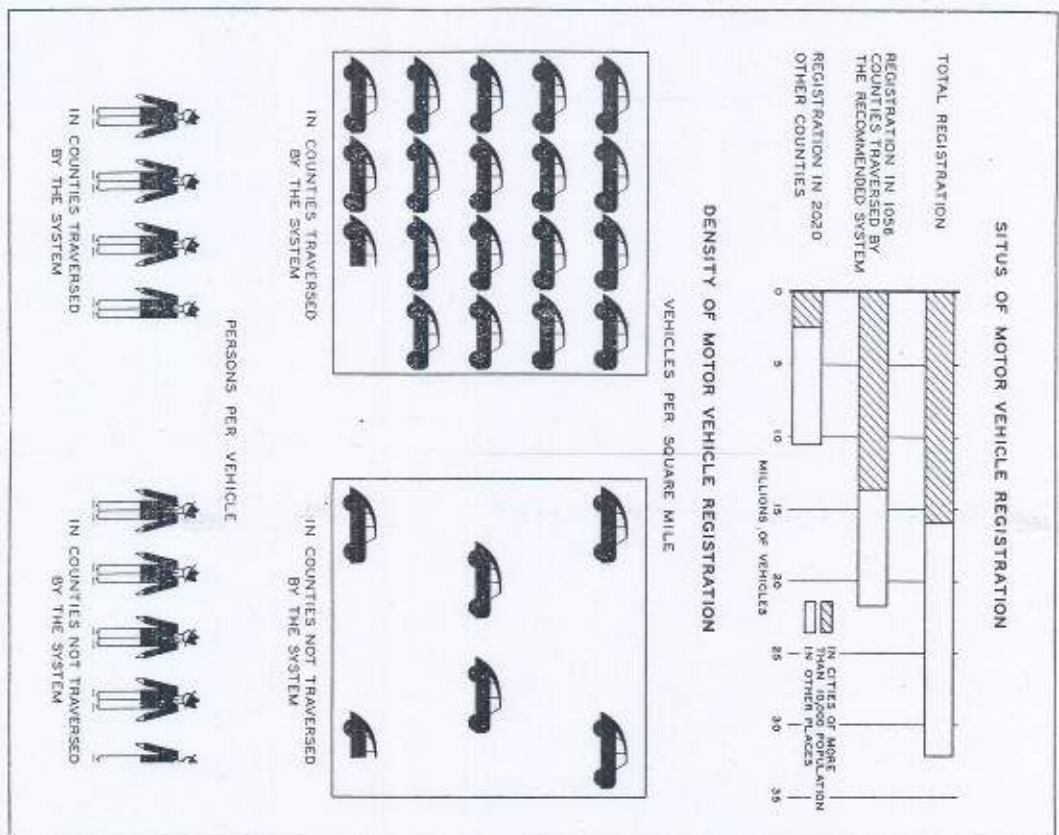 SITUS OF MOTOR VEHICLE REGISTRATION
TOTAL REGISTRATION
REGISTRATION IN 1056
COUNTIES TRAVERSED BY
THE RECOMMENDED SYSTEM
REGISTRATION IN 2020
OTHER COUNTIES
IN CITIES OF MORE
THAN 10,000 POPULATION
IN OTHER PLACES
0 5 10 15 20 25 30 35
MILLIONS OF VEHICLES
DENSITY OF MOTOR VEHICLE REGISTRATION
VEHICLES PER SQUARE MILE
IN COUNTIES TRAVERSED
BY THE SYSTEM
IN COUNTIES NOT TRAVERSED
BY THE SYSTEM
PERSONS PER VEHICLE
IN COUNTIES TRAVERSED
BY THE SYSTEM
IN COUNTIES NOT TRAVERSED
BY THE SYSTEM